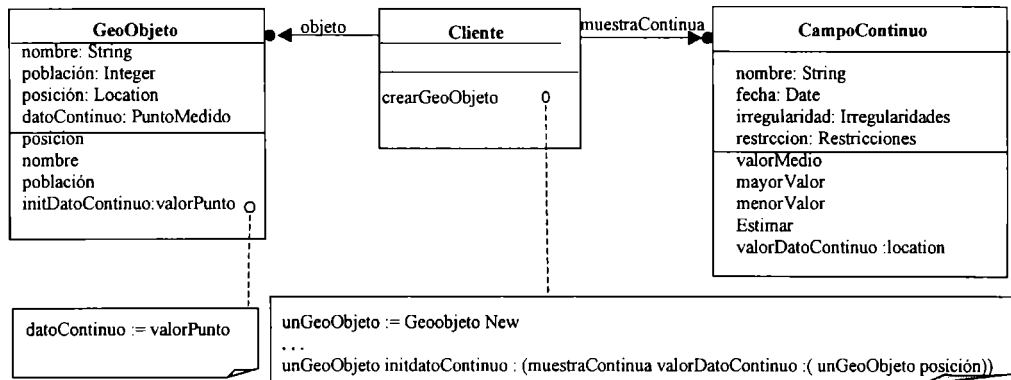 GeoObjeto
nombre: String
población: Integer
posición: Location
datoContinuo: PuntoMedido
posición
nombre
población
initDatoContinuo:valorPunto
objeto
Cliente
crearGeoObjeto
muestraContinua
CampoContinuo
nombre: String
fecha: Date
irregularidad: Irregularidades
restrccion: Restricciones
valorMedio
mayorValor
menorValor
Estimar
valorDatoContinuo :location
datoContinuo := valorPunto
unGeoObjeto := Geoobjeto New
. . .
unGeoObjeto initdatoContinuo : (muestraContinua valorDatoContinuo :( unGeoObjeto posición))